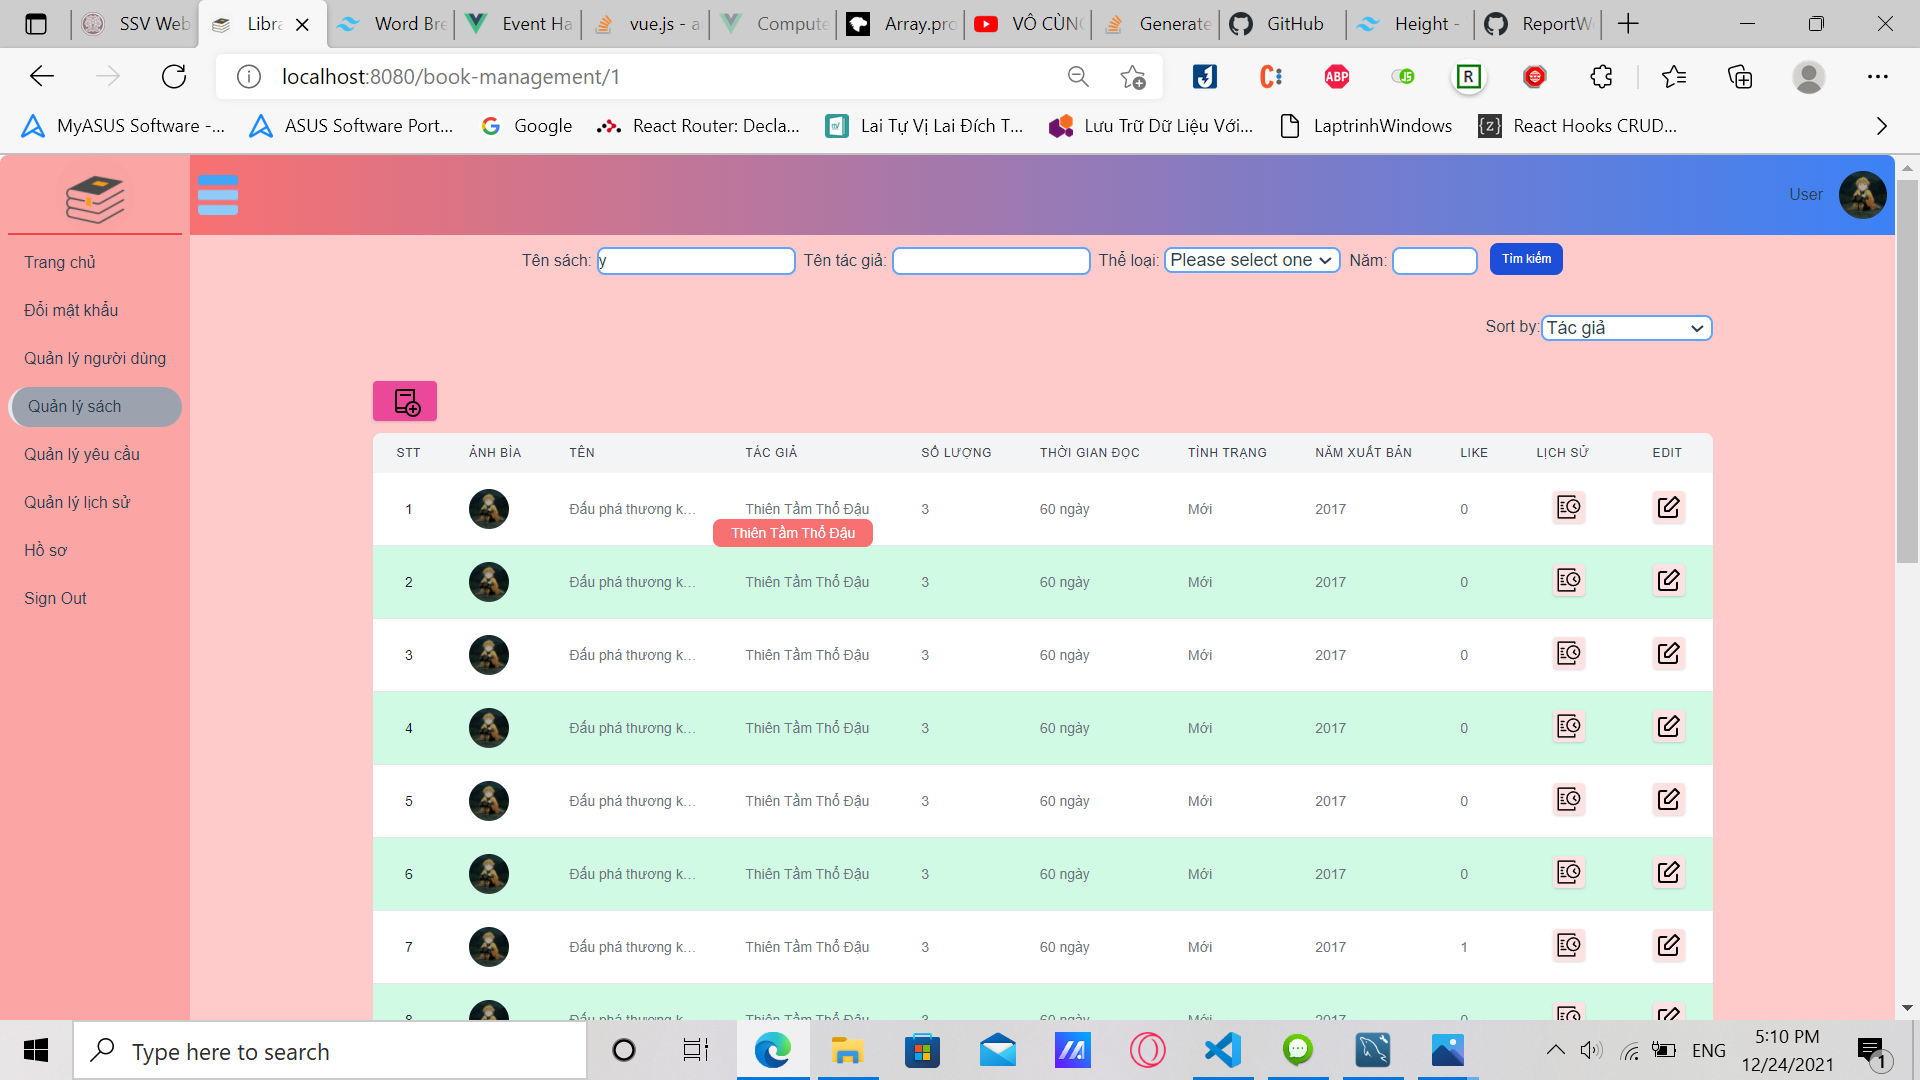 SSV Web
Libra
Word Bre
Event Ha
vue.js - a
Compute
Array.pro
VÔ CÙNG
Generate
GitHub
Height -
ReportW
localhost:8080/book-management/1
MyASUS Software -...
ASUS Software Port...
Google
React Router: Decla...
Lai Tự Vị Lai Đích T...
Lưu Trữ Dữ Liệu Với...
LaptrinhWindows
React Hooks CRUD...
User
Trang chủ
Đổi mật khẩu
Quản lý người dùng
Quản lý sách
Quản lý yêu cầu
Quản lý lịch sử
Hồ sơ
Sign Out
Tên sách: y Tên tác giả: Thể loại: Please select one Năm: Tìm kiếm
Sort by: Tác giả
STT ẢNH BÌA TÊN TÁC GIẢ SỐ LƯỢNG THỜI GIAN ĐỌC TÌNH TRẠNG NĂM XUẤT BẢN LIKE LỊCH SỬ EDIT
1 Đấu phá thương k... Thiên Tầm Thổ Đậu 3 60 ngày Mới 2017 0
Thiên Tầm Thổ Đậu
2 Đấu phá thương k... Thiên Tầm Thổ Đậu 3 60 ngày Mới 2017 0
3 Đấu phá thương k... Thiên Tầm Thổ Đậu 3 60 ngày Mới 2017 0
4 Đấu phá thương k... Thiên Tầm Thổ Đậu 3 60 ngày Mới 2017 0
5 Đấu phá thương k... Thiên Tầm Thổ Đậu 3 60 ngày Mới 2017 0
6 Đấu phá thương k... Thiên Tầm Thổ Đậu 3 60 ngày Mới 2017 0
7 Đấu phá thương k... Thiên Tầm Thổ Đậu 3 60 ngày Mới 2017 1
8 Đấu phá thương k... Thiên Tầm Thổ Đậu 3 60 ngày Mới 2017 0
Type here to search
ENG
5:10 PM
12/24/2021
1